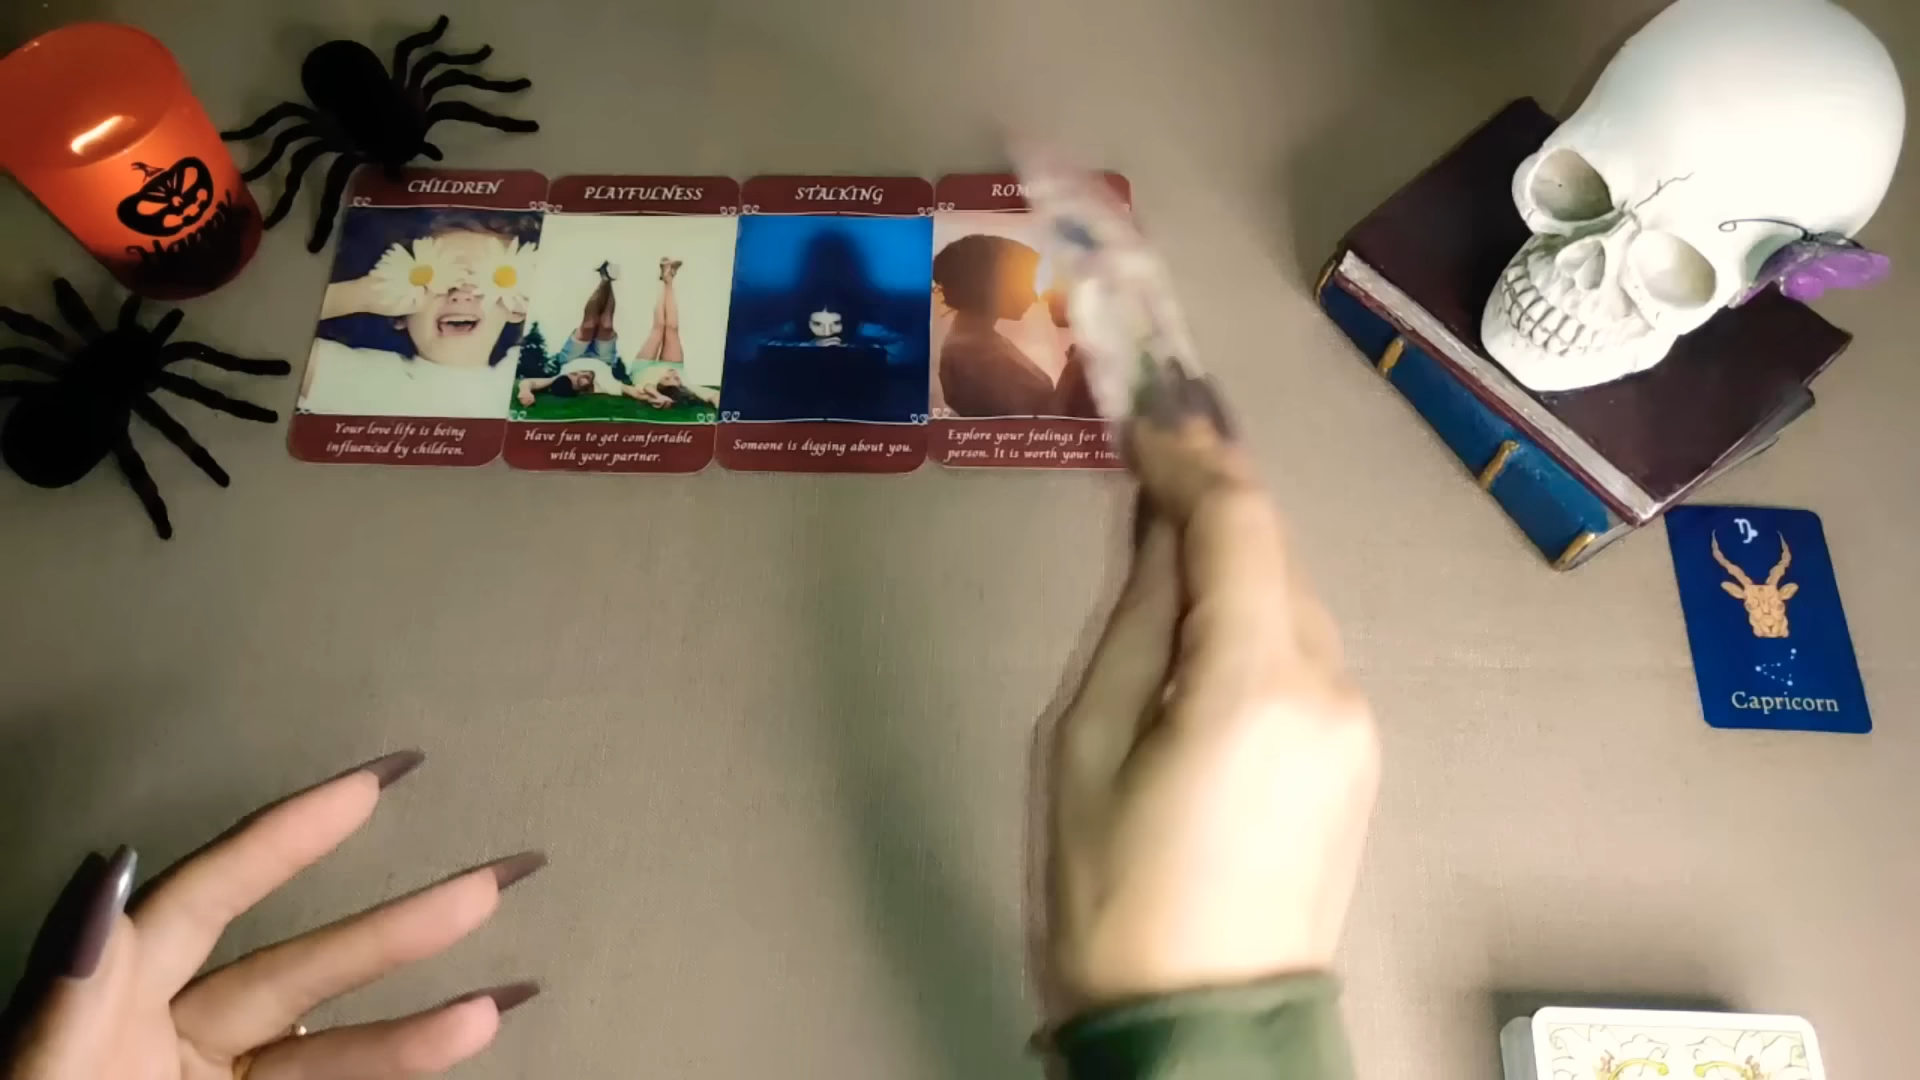 CHILDREN
PLAYFULNESS
STALKING
Your love life is being
influenced by children.
Have fun to get comfortable
with your partner.
Someone is digging about you.
Explore your feelings for
person. It is worth your
Capricorn